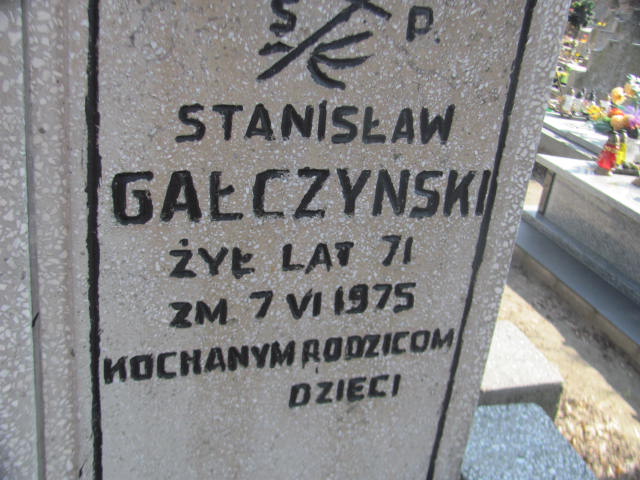 Ś P.
STANISŁAW
GAŁCZYNSKI
ŻYŁ LAT 71
ZM 7 VI 1975
KOCHANYM RODZICOM
DZIECI